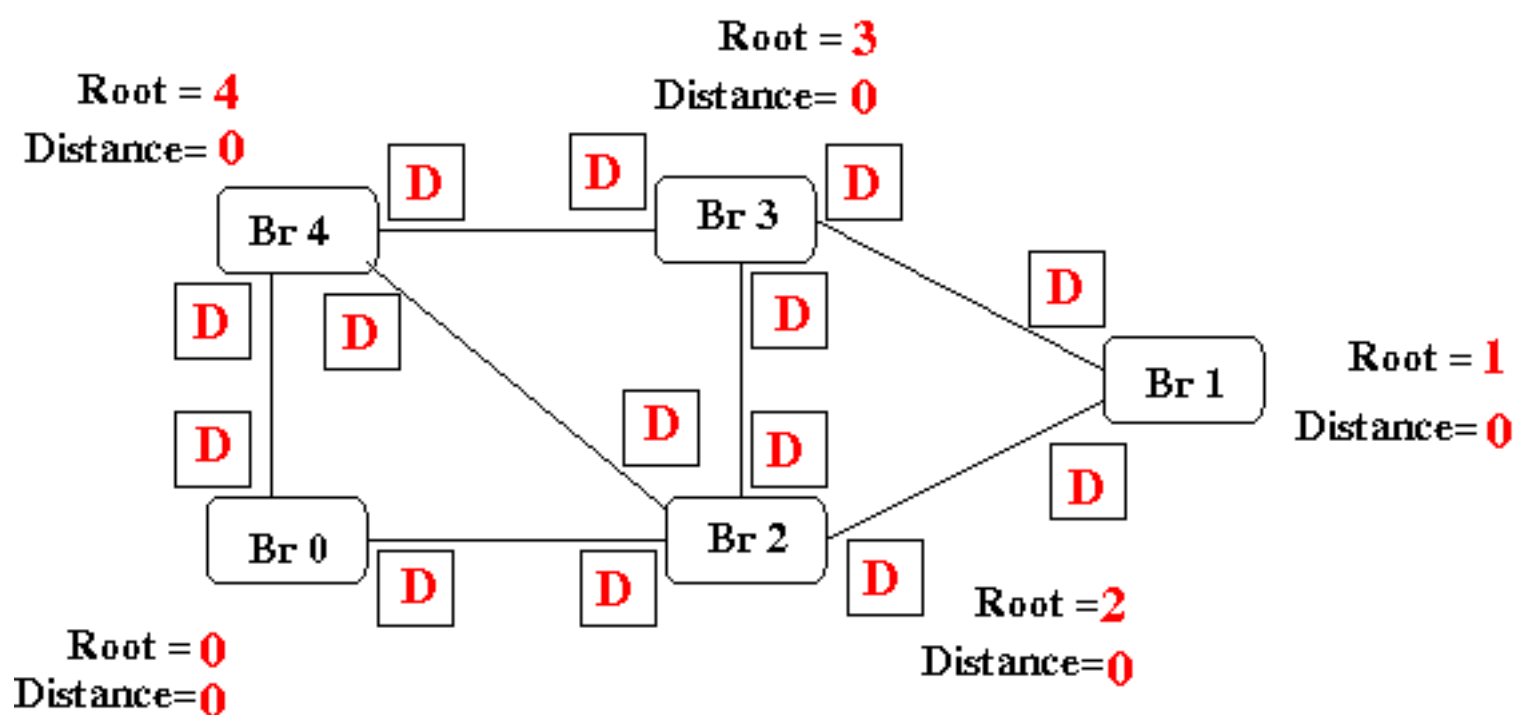 Root = 3
Distance= 0
Root = 4
Distance= 0
D
D
D
Br 4
Br 3
D
D
D
D
D
Root = 1
Distance= 0
Br 1
D
D
D
D
Br 0
Br 2
D
D
D
Root =2
Distance=0
Root = 0
Distance=0